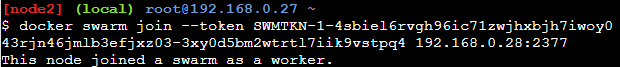 [node2] (local) root@192.168.0.27 ~
$ docker swarm join --token SWMTKN-1-4sbiel6rvgh96ic71zwjhxbjh7iwoy0
43rjn46jmlb3efjxz03-3xy0d5bm2wtrtl7iik9vstpq4 192.168.0.28:2377
This node joined a swarm as a worker.